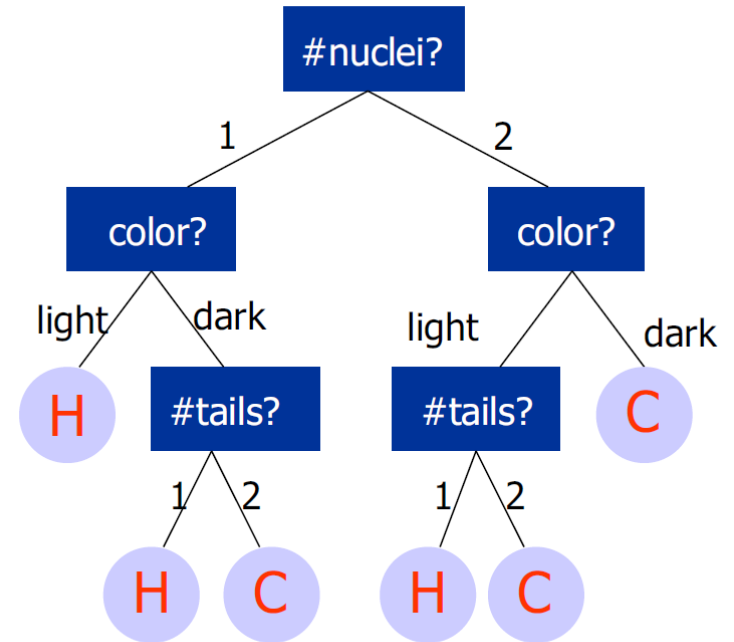 #nuclei?
1 2
color? color?
light dark light dark
H #tails? #tails? C
1 2 1 2
H C H C